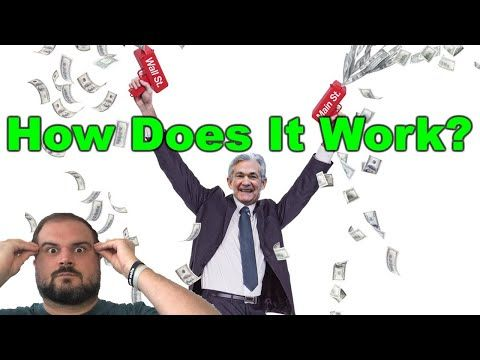 Wall St.
Main St.
How Does It Work?